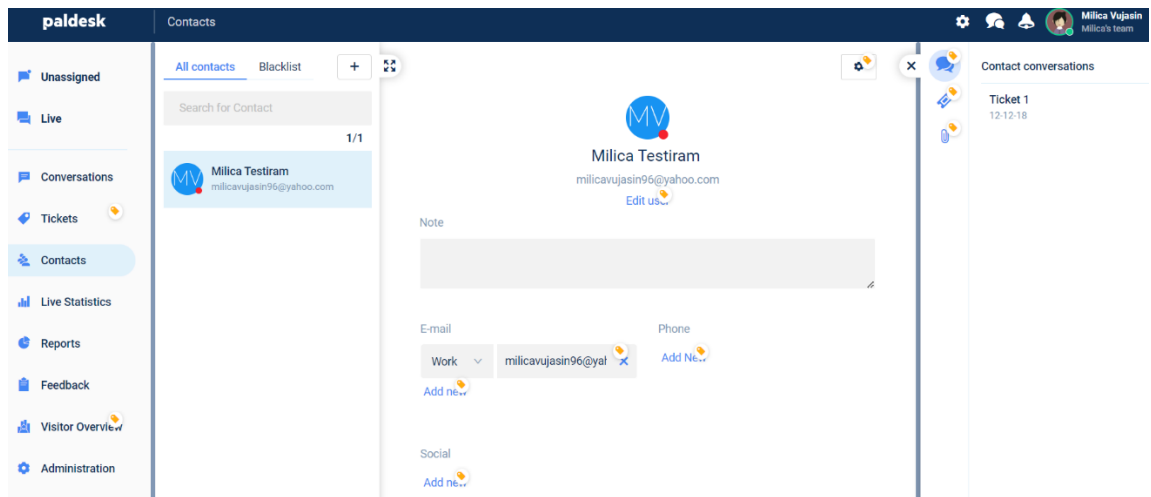 paldesk
Contacts
Milica Vujasin
Milica's team
Unassigned
Live
Conversations
Tickets
Contacts
Live Statistics
Reports
Feedback
Visitor Overview
Administration
All contacts Blacklist +
Search for Contact
1/1
MV
Milica Testiram
milicavujasin96@yahoo.com
MV
Milica Testiram
milicavujasin96@yahoo.com
Edit user
Note
E-mail
Work milicavujasin96@yah
Add new
Phone
Add New
Social
Add new
Contact conversations
Ticket 1
12-12-18